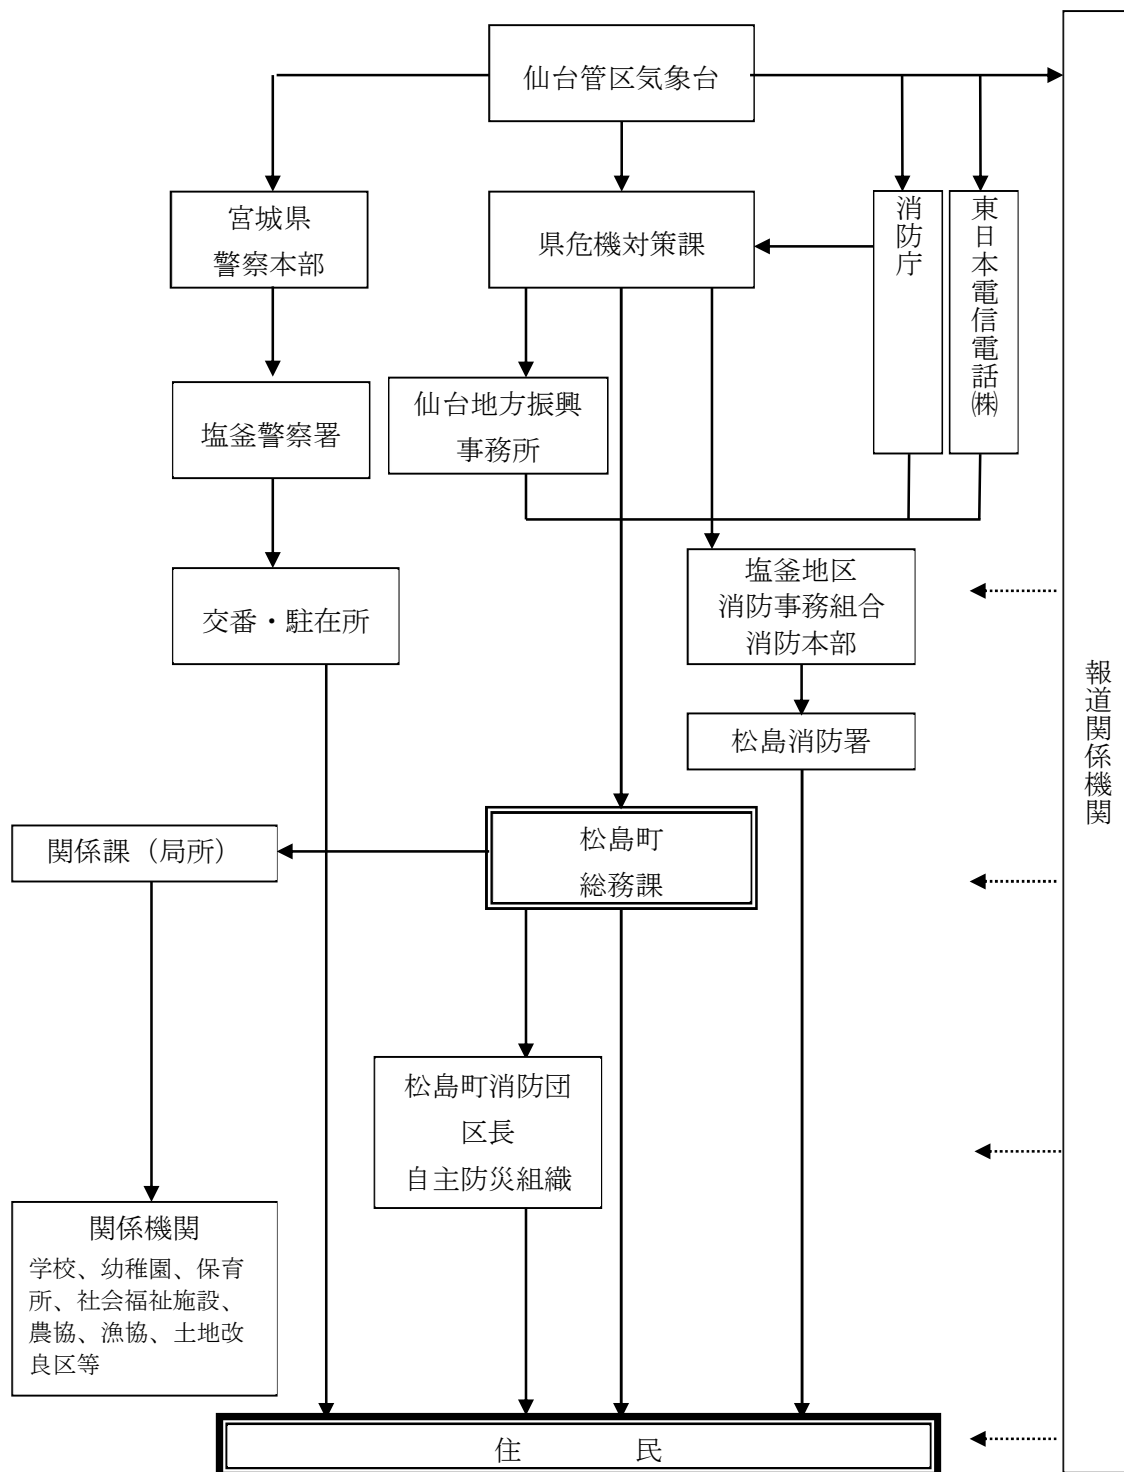 仙台管区気象台
宮城県
警察本部
県危機対策課
消防庁
東日本電信電話㈱
塩釜警察署
仙台地方振興
事務所
交番・駐在所
塩釜地区
消防事務組合
消防本部
松島消防署
報道関係機関
関係課（局所）
松島町
総務課
松島町消防団
区長
自主防災組織
関係機関
学校、幼稚園、保育
所、社会福祉施設、
農協、漁協、土地改
良区等
住　　　　民